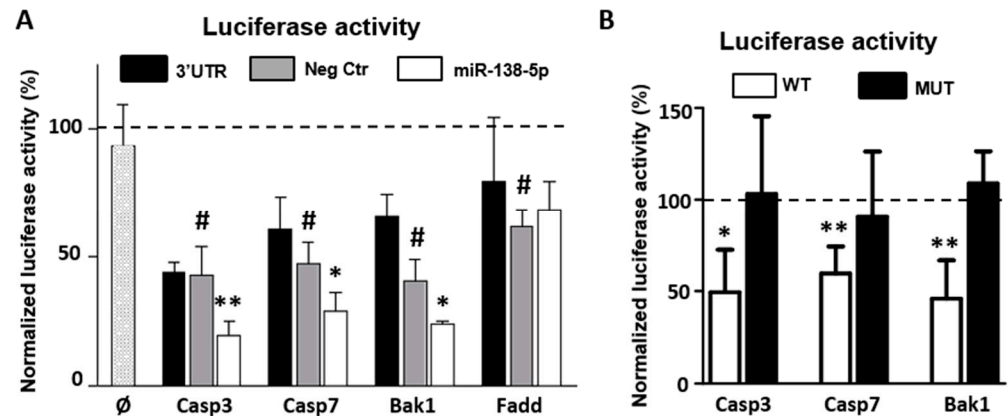 A
Luciferase activity
3'UTR Neg Ctr miR-138-5p
Normalized luciferase activity (%)
100
50
0
#
**
#
*
#
*
#
Ø Casp3 Casp7 Bak1 Fadd
B
Luciferase activity
WT MUT
Normalized luciferase activity (%)
150
100
50
0
*
**
**
Casp3 Casp7 Bak1